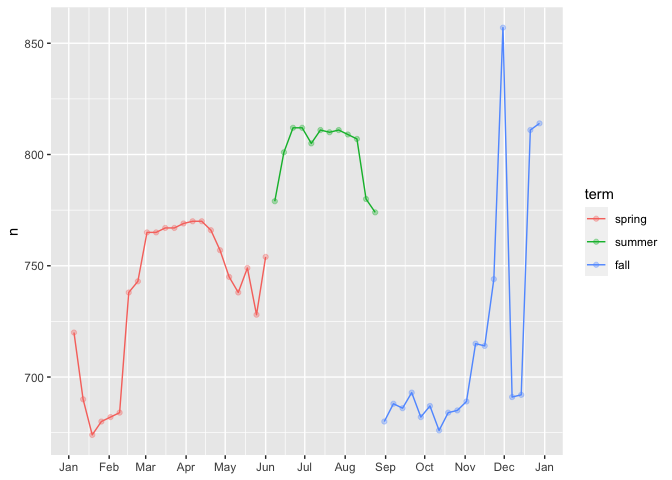 850
800
750
700
n
Jan Feb Mar Apr May Jun Jul Aug Sep Oct Nov Dec Jan
term
spring
summer
fall